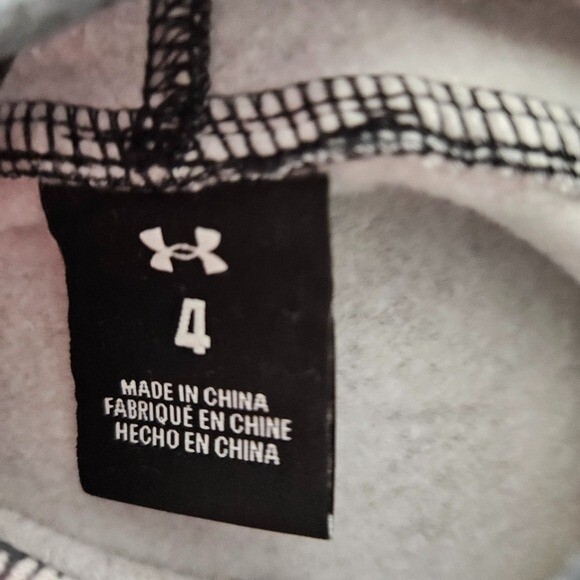 4
MADE IN CHINA
FABRIQUÉ EN CHINE
HECHO EN CHINA